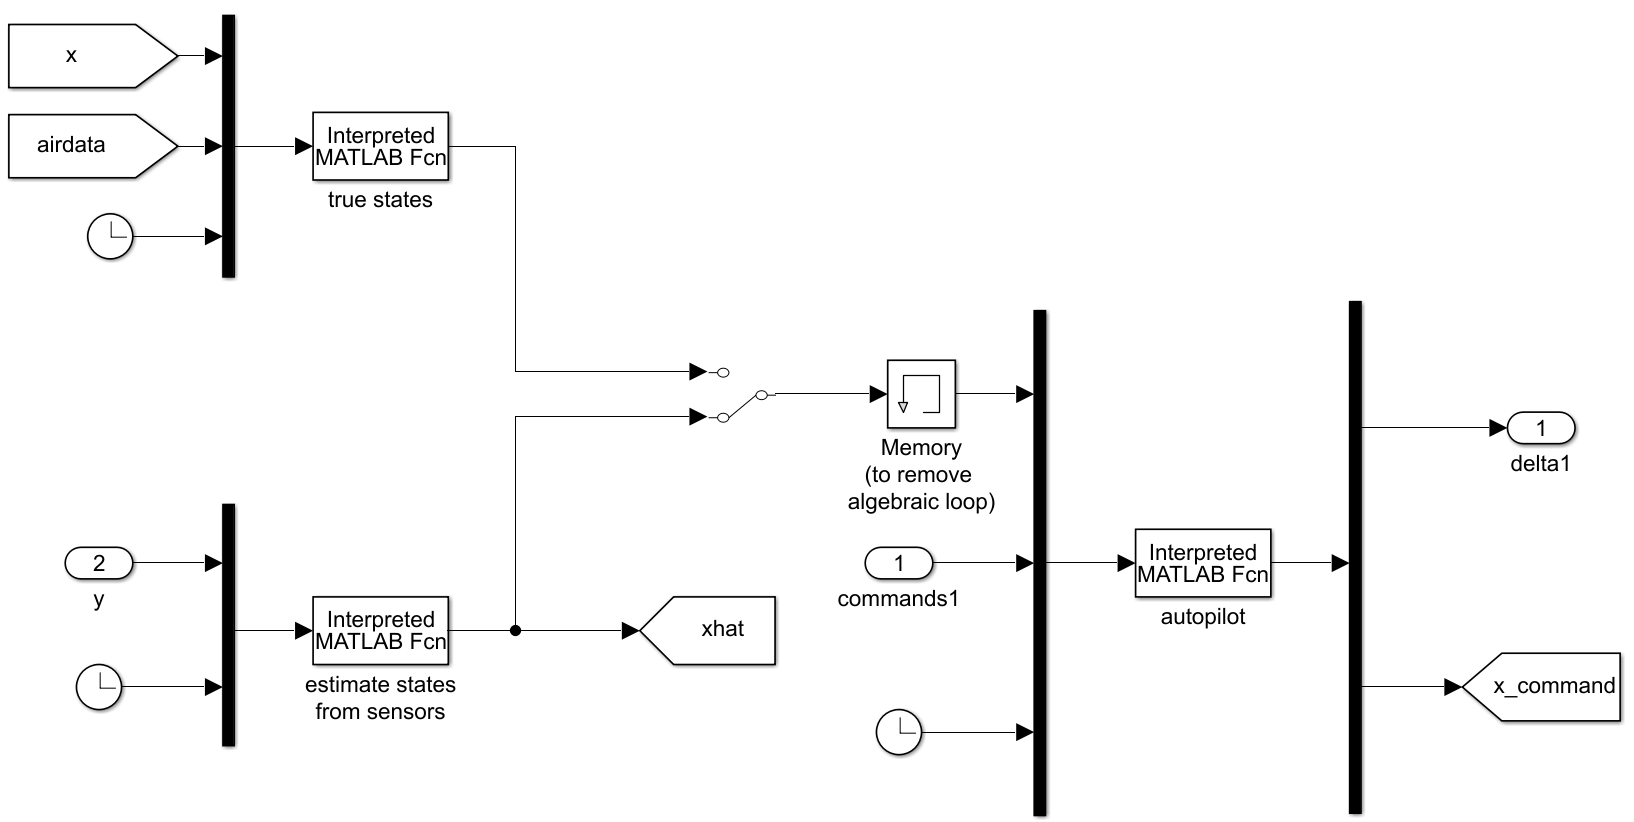 x
airdata
Interpreted
MATLAB Fcn
true states
Memory
(to remove
algebraic loop)
1
delta1
2
y
Interpreted
MATLAB Fcn
estimate states
from sensors
xhat
1
commands1
Interpreted
MATLAB Fcn
autopilot
x_command